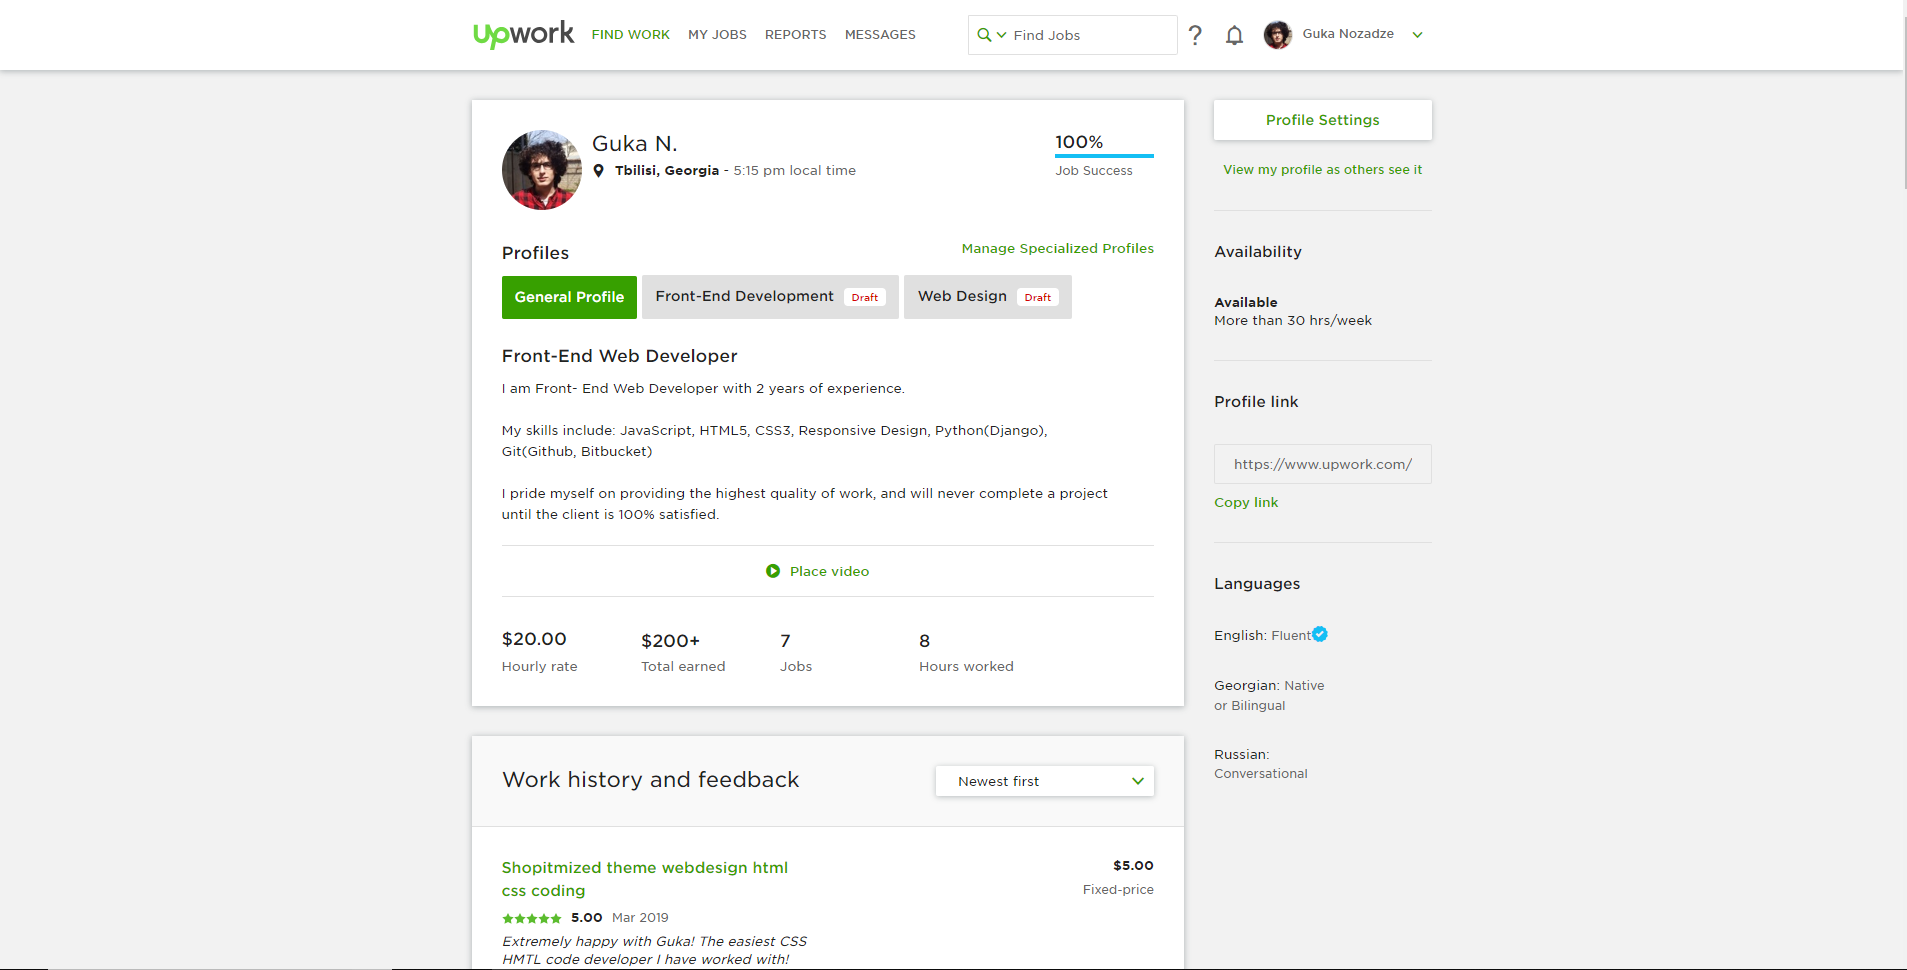 Upwork FIND WORK MY JOBS REPORTS MESSAGES Find Jobs ? Guka Nozadze
Guka N.
Tbilisi, Georgia - 5:15 pm local time
100%
Job Success
Profiles
Manage Specialized Profiles
General Profile Front-End Development Draft Web Design Draft
Front-End Web Developer
I am Front- End Web Developer with 2 years of experience.
My skills include: JavaScript, HTML5, CSS3, Responsive Design, Python(Django),
Git(Github, Bitbucket)
I pride myself on providing the highest quality of work, and will never complete a project
until the client is 100% satisfied.
Place video
$20.00 $200+ 7 8
Hourly rate Total earned Jobs Hours worked
Work history and feedback
Newest first
Shopitmized theme webdesign html
css coding
$5.00
Fixed-price
5.00 Mar 2019
Extremely happy with Guka! The easiest CSS
HMTL code developer I have worked with!
Profile Settings
View my profile as others see it
Availability
Available
More than 30 hrs/week
Profile link
https://www.upwork.com/
Copy link
Languages
English: Fluent
Georgian: Native
or Bilingual
Russian:
Conversational